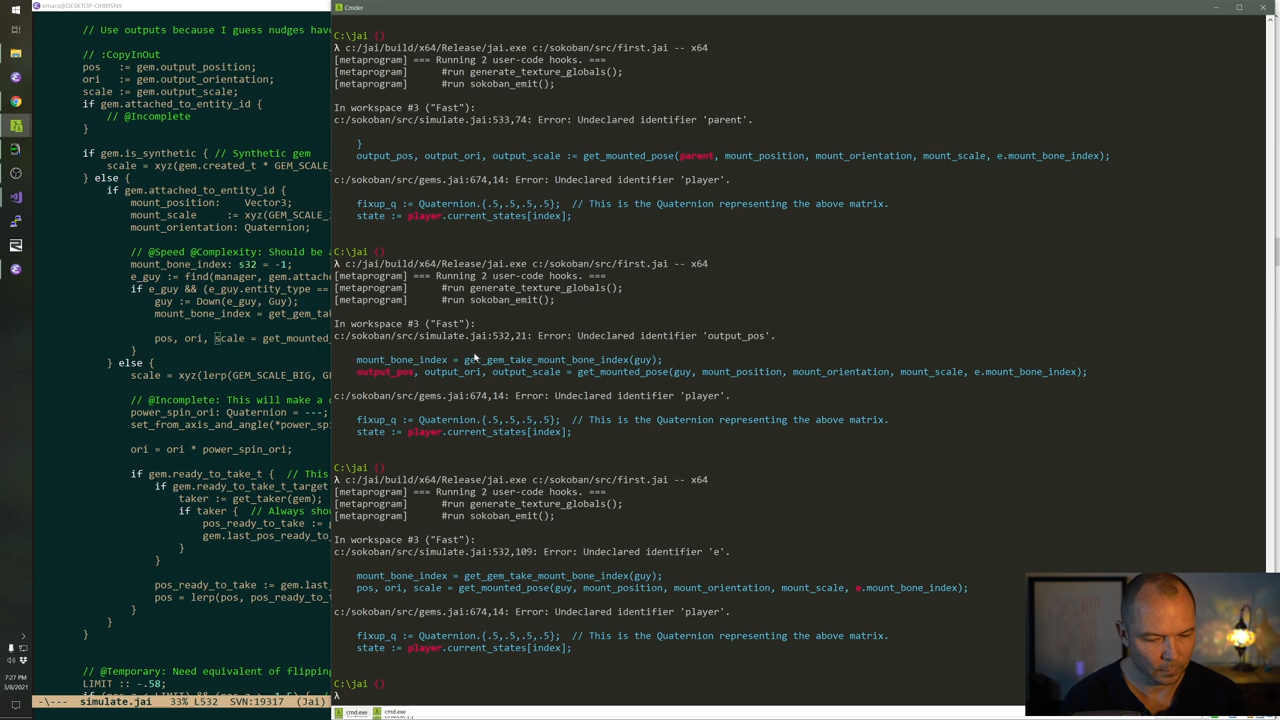 emacs@DESKTOP-OH89SN9
// Use outputs because I guess nudges hav
// :CopyInOut
pos   := gem.output_position;
ori   := gem.output_orientation;
scale := gem.output_scale;
if gem.attached_to_entity_id {
// @Incomplete
}
if gem.is_synthetic { // Synthetic gem
scale = xyz(gem.created_t * GEM_SCALE_
} else {
if gem.attached_to_entity_id {
mount_position:    Vector3;
mount_scale     := xyz(GEM_SCALE_
mount_orientation: Quaternion;
// @Speed @Complexity: Should be
mount_bone_index: s32 = -1;
e_guy := find(manager, gem.attach
if e_guy && (e_guy.entity_type ==
guy := Down(e_guy, Guy);
mount_bone_index = get_gem_ta
pos, ori, scale = get_mounted
}
} else {
scale = xyz(lerp(GEM_SCALE_BIG, G
// @Incomplete: This will make a
power_spin_ori: Quaternion = ---;
set_from_axis_and_angle(*power_sp
ori = ori * power_spin_ori;
if gem.ready_to_take_t {  // This
if gem.ready_to_take_t_target
taker := get_taker(gem);
if taker {  // Always sho
pos_ready_to_take := g
gem.last_pos_ready_to
}
}
pos_ready_to_take := gem.last
pos = lerp(pos, pos_ready_to_
}
}
}
// @Temporary: Need equivalent of flippin
LIMIT :: -.58;
-\---  simulate.jai   33% L532  SVN:19317  (Jai)
7:27 PM
3/8/2021
Cmder
C:\jai ()
λ c:/jai/build/x64/Release/jai.exe c:/sokoban/src/first.jai -- x64
[metaprogram] === Running 2 user-code hooks. ===
[metaprogram]      #run generate_texture_globals();
[metaprogram]      #run sokoban_emit();
In workspace #3 ("Fast"):
c:/sokoban/src/simulate.jai:533,74: Error: Undeclared identifier 'parent'.
}
output_pos, output_ori, output_scale := get_mounted_pose(parent, mount_position, mount_orientation, mount_scale, e.mount_bone_index);
c:/sokoban/src/gems.jai:674,14: Error: Undeclared identifier 'player'.
fixup_q := Quaternion.{.5,.5,.5,.5};  // This is the Quaternion representing the above matrix.
state := player.current_states[index];
C:\jai ()
λ c:/jai/build/x64/Release/jai.exe c:/sokoban/src/first.jai -- x64
[metaprogram] === Running 2 user-code hooks. ===
[metaprogram]      #run generate_texture_globals();
[metaprogram]      #run sokoban_emit();
In workspace #3 ("Fast"):
c:/sokoban/src/simulate.jai:532,21: Error: Undeclared identifier 'output_pos'.
mount_bone_index = get_gem_take_mount_bone_index(guy);
output_pos, output_ori, output_scale = get_mounted_pose(guy, mount_position, mount_orientation, mount_scale, e.mount_bone_index);
c:/sokoban/src/gems.jai:674,14: Error: Undeclared identifier 'player'.
fixup_q := Quaternion.{.5,.5,.5,.5};  // This is the Quaternion representing the above matrix.
state := player.current_states[index];
C:\jai ()
λ c:/jai/build/x64/Release/jai.exe c:/sokoban/src/first.jai -- x64
[metaprogram] === Running 2 user-code hooks. ===
[metaprogram]      #run generate_texture_globals();
[metaprogram]      #run sokoban_emit();
In workspace #3 ("Fast"):
c:/sokoban/src/simulate.jai:532,109: Error: Undeclared identifier 'e'.
mount_bone_index = get_gem_take_mount_bone_index(guy);
pos, ori, scale = get_mounted_pose(guy, mount_position, mount_orientation, mount_scale, e.mount_bone_index);
c:/sokoban/src/gems.jai:674,14: Error: Undeclared identifier 'player'.
fixup_q := Quaternion.{.5,.5,.5,.5};  // This is the Quaternion representing the above matrix.
state := player.current_states[index];
C:\jai ()
λ
cmd.exe
cmd.exe